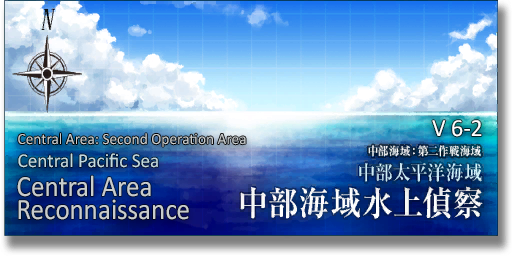 N
V 6-2
Central Area: Second Operation Area
中部海域：第二作戦海域
Central Pacific Sea
中部太平洋海域
Central Area
Reconnaissance
中部海域水上偵察